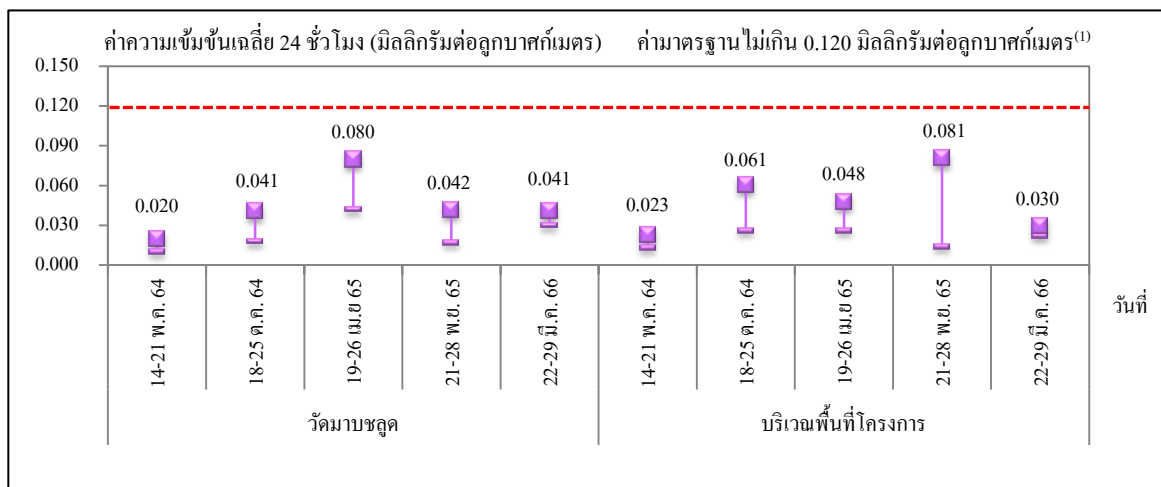 ค่าความเข้มข้นเฉลี่ย 24 ชั่วโมง (มิลลิกรัมต่อลูกบาศก์เมตร) ค่ามาตรฐานไม่เกิน 0.120 มิลลิกรัมต่อลูกบาศก์เมตร⁽¹⁾
0.150
0.120
0.090
0.060
0.030
0.000
0.020
0.041
0.080
0.042
0.041
0.023
0.061
0.048
0.081
0.030
14-21 พ.ค. 64
18-25 ต.ค. 64
19-26 เม.ย 65
21-28 พ.ย. 65
22-29 มี.ค. 66
14-21 พ.ค. 64
18-25 ต.ค. 64
19-26 เม.ย 65
21-28 พ.ย. 65
22-29 มี.ค. 66
วันที่
วัดมาบชลูด
บริเวณพื้นที่โครงการ